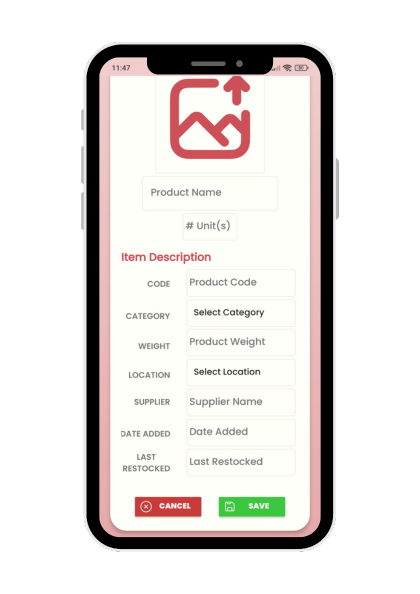 11:47
Product Name
# Unit(s)
Item Description
CODE Product Code
CATEGORY Select Category
WEIGHT Product Weight
LOCATION Select Location
SUPPLIER Supplier Name
DATE ADDED Date Added
LAST
RESTOCKED Last Restocked
CANCEL SAVE